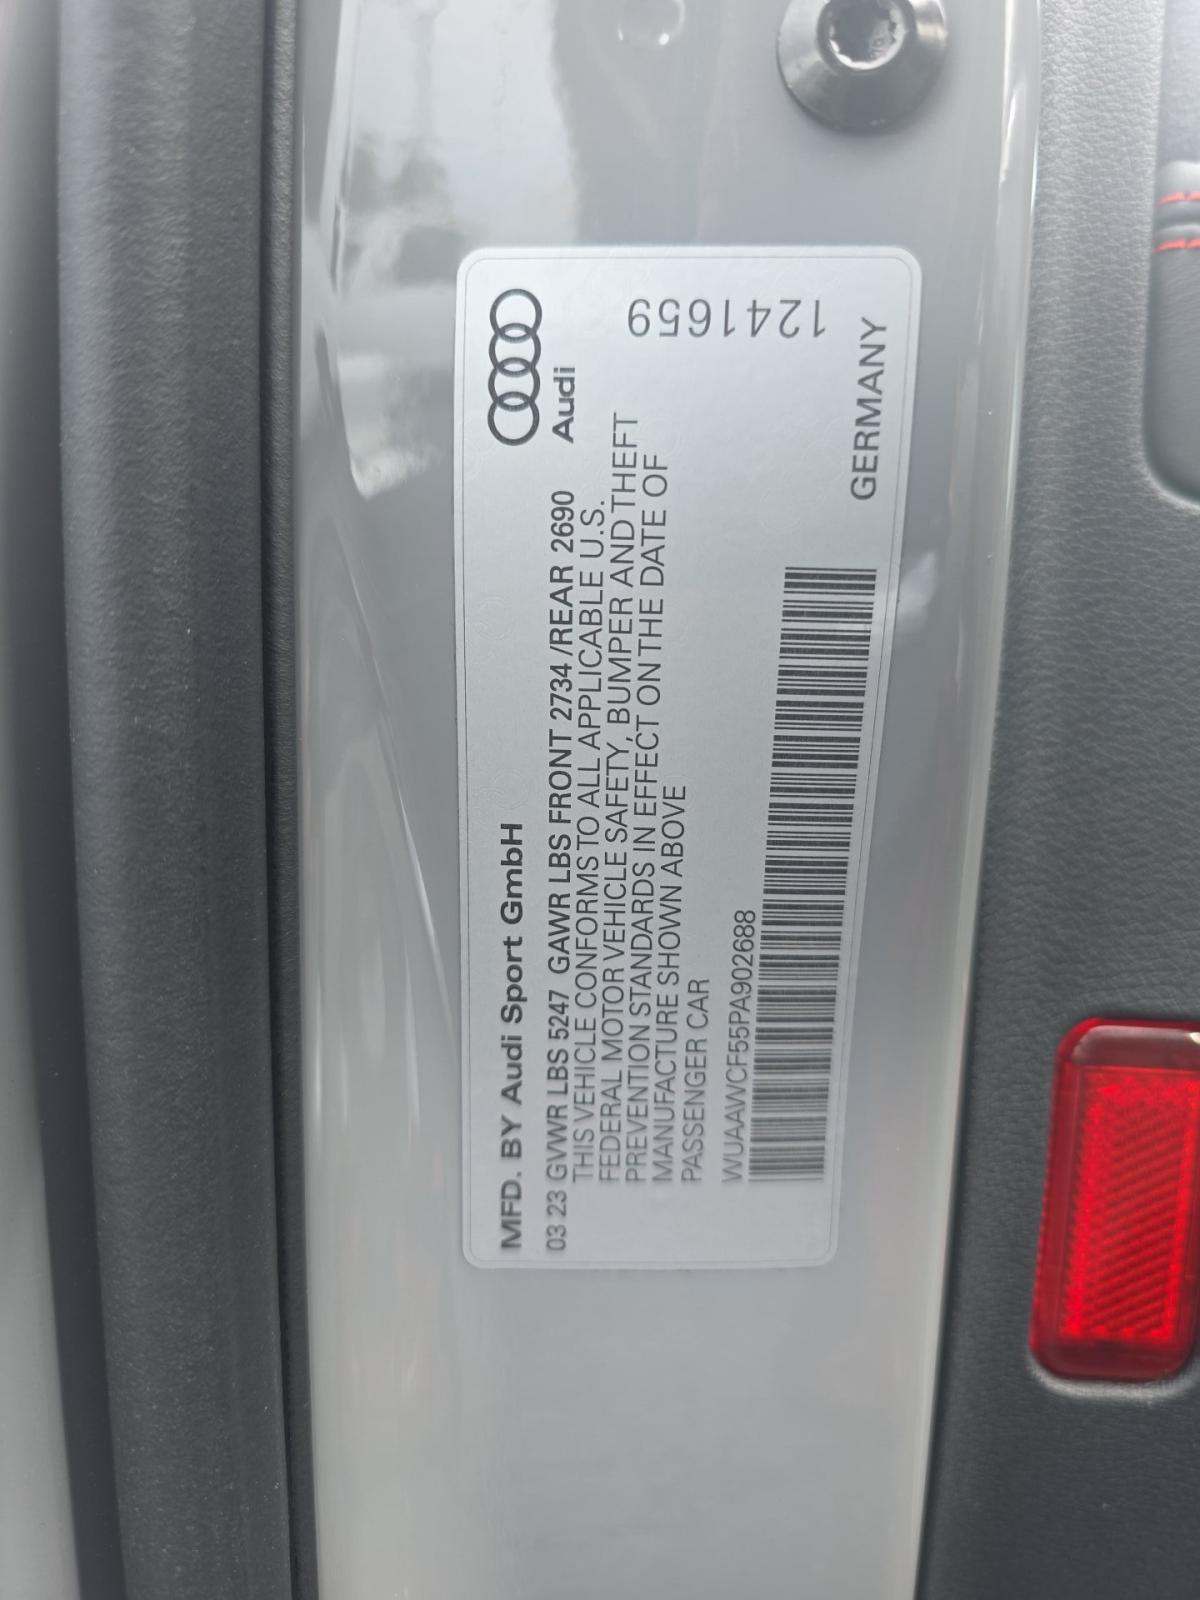 Audi
MFD. BY Audi Sport GmbH
03 23 GVWR LBS 5247 GAWR LBS FRONT 2734 /REAR 2690
THIS VEHICLE CONFORMS TO ALL APPLICABLE U.S.
FEDERAL MOTOR VEHICLE SAFETY, BUMPER AND THEFT
PREVENTION STANDARDS IN EFFECT ON THE DATE OF
MANUFACTURE SHOWN ABOVE
PASSENGER CAR
WUAAWCF55PA902688
1241659
GERMANY